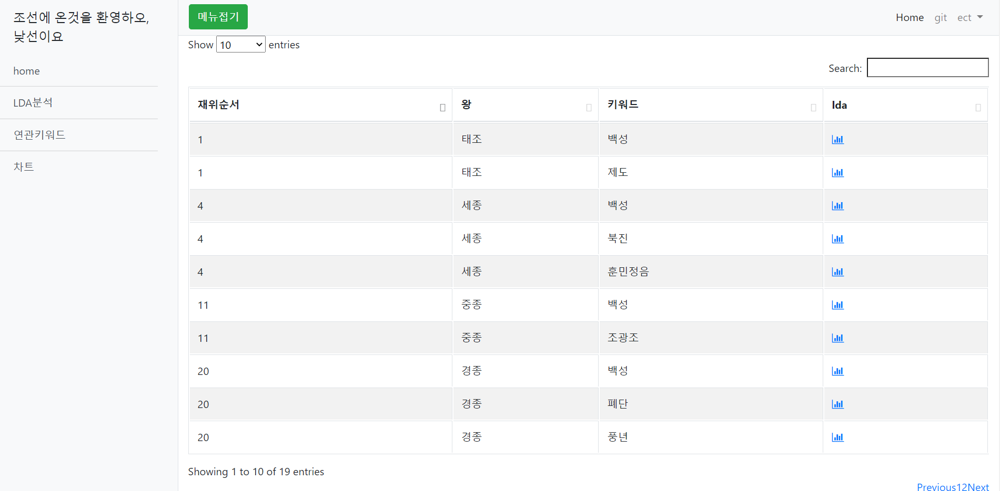 조선에 온것을 환영하오,
낯선이요
home
LDA분석
연관키워드
차트
메뉴접기
Home git ect
Show 10 entries
Search:
재위순서 왕 키워드 lda
1 태조 백성
1 태조 제도
4 세종 백성
4 세종 북진
4 세종 훈민정음
11 중종 백성
11 중종 조광조
20 경종 백성
20 경종 폐단
20 경종 풍년
Showing 1 to 10 of 19 entries
Previous12Next